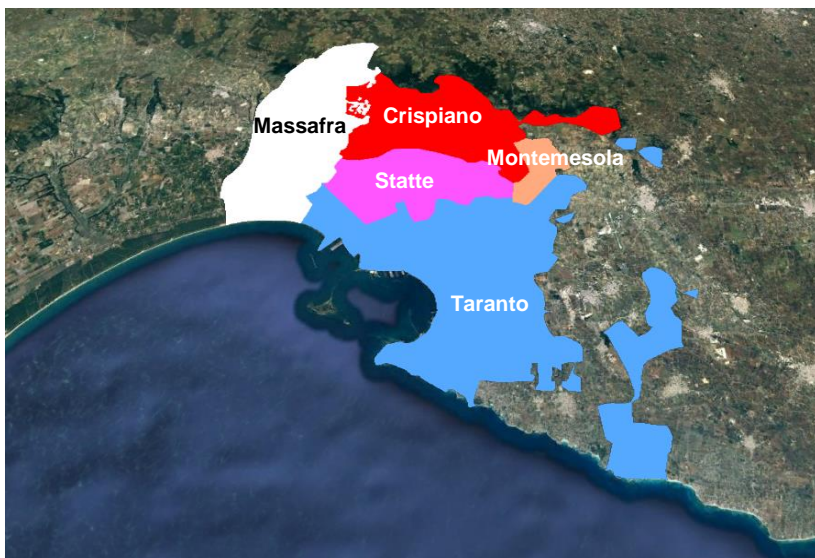 Crispiano
Massafra
Montemesola
Statte
Taranto